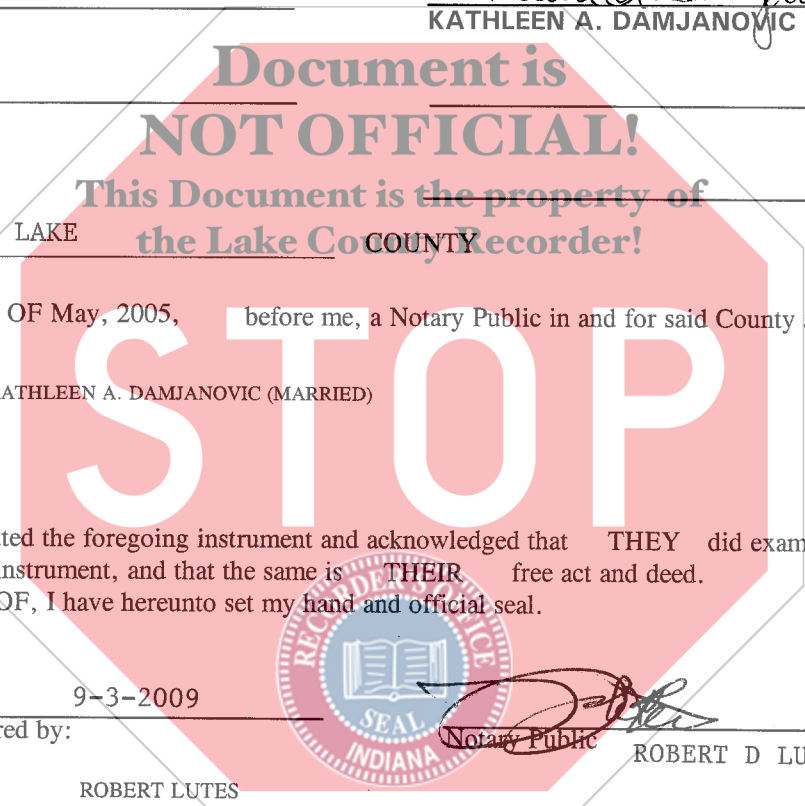 KATHLEEN A. DAMJANOVIC
Document is
NOT OFFICIAL!
This Document is the property of
the Lake County Recorder!
LAKE COUNTY
OF May, 2005, before me, a Notary Public in and for said County
ATHLEEN A. DAMJANOVIC (MARRIED)
STOP
ted the foregoing instrument and acknowledged that THEY did exam
nstrument, and that the same is THEIR free act and deed.
OF, I have hereunto set my hand and official seal.
RECORDER'S OFFICE
SEAL
INDIANA
9-3-2009
red by:
Notary Public
ROBERT D LU
ROBERT LUTES